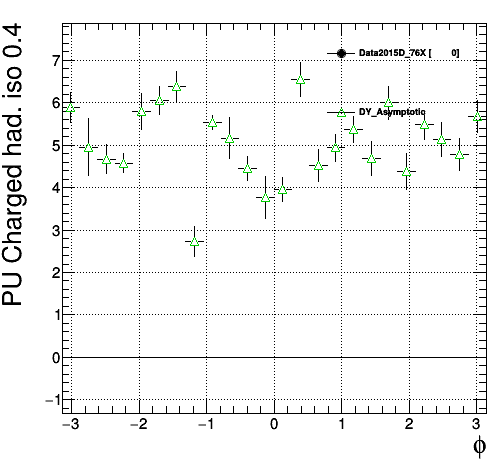 PU Charged had. iso 0.4
Data2015D_76X [ 0]
DY_Asymptotic
7
6
5
4
3
2
1
0
−1
−3 −2 −1 0 1 2 3
ϕ